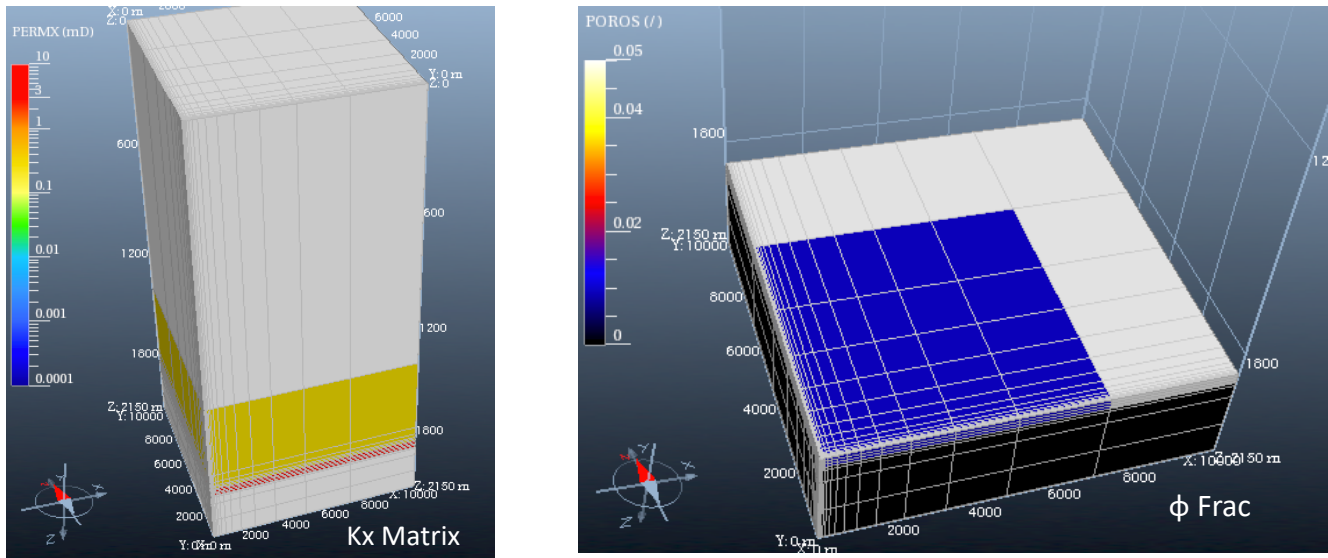 PERMX (mD)
10
3
1
0.1
0.01
0.001
0.0001
X: 0 m
Z: 0
6000
4000
2000
Y: 0 m
Z: 0
600
1200
1800
600
1200
1800
Z: 2150 m
Y: 10000
8000
6000
4000
2000
Y: 0 m
2000
4000
6000
8000
X: 10000
Z: 2150 m
X
Z
Kx Matrix
POROS (/)
0.05
0.04
0.02
0
1800
12
Z: 2150 m
Y: 10000
8000
6000
4000
2000
Y: 0 m
X: 0 m
2000
4000
6000
8000
X: 10000
Z: 2150 m
1800
X
Z
ϕ Frac